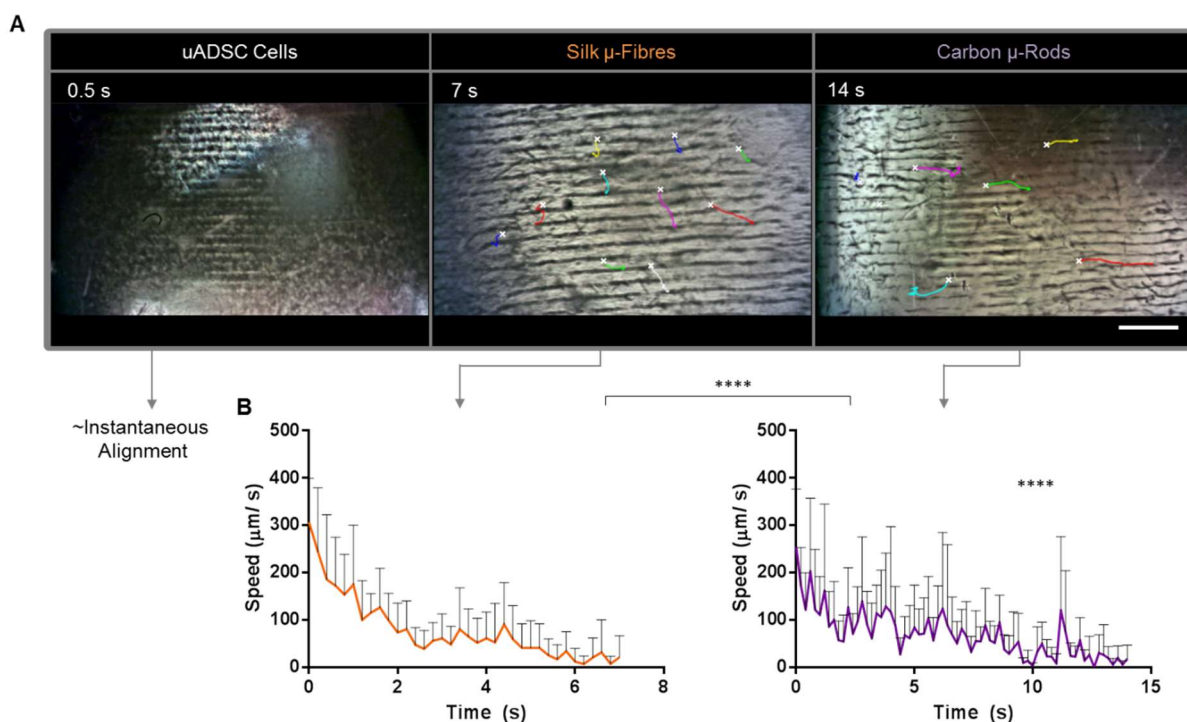 A
uADSC Cells
Silk µ-Fibres
Carbon µ-Rods
0.5 s
7 s
14 s
~Instantaneous
Alignment
B
****
500
400
300
200
100
0
Speed (µm/ s)
0 2 4 6 8
Time (s)
****
500
400
300
200
100
0
Speed (µm/ s)
0 5 10 15
Time (s)